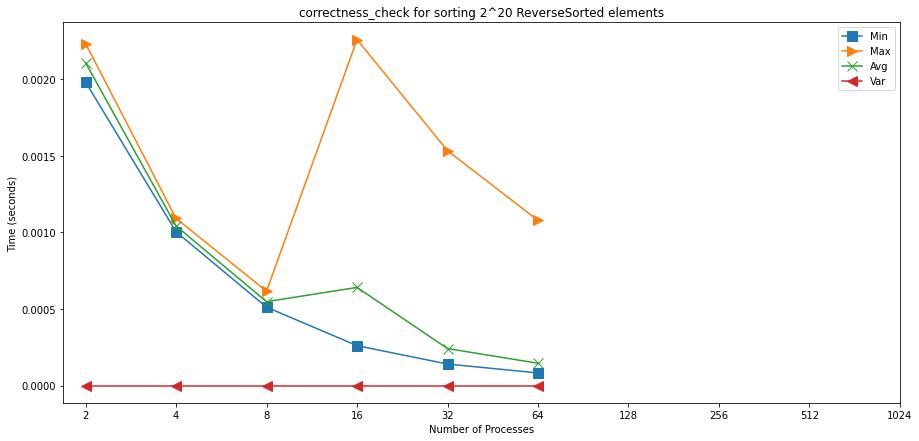 correctness_check for sorting 2^20 ReverseSorted elements
Min
Max
Avg
Var
Time (seconds)
0.0020
0.0015
0.0010
0.0005
0.0000
2 4 8 16 32 64 128 256 512 1024
Number of Processes